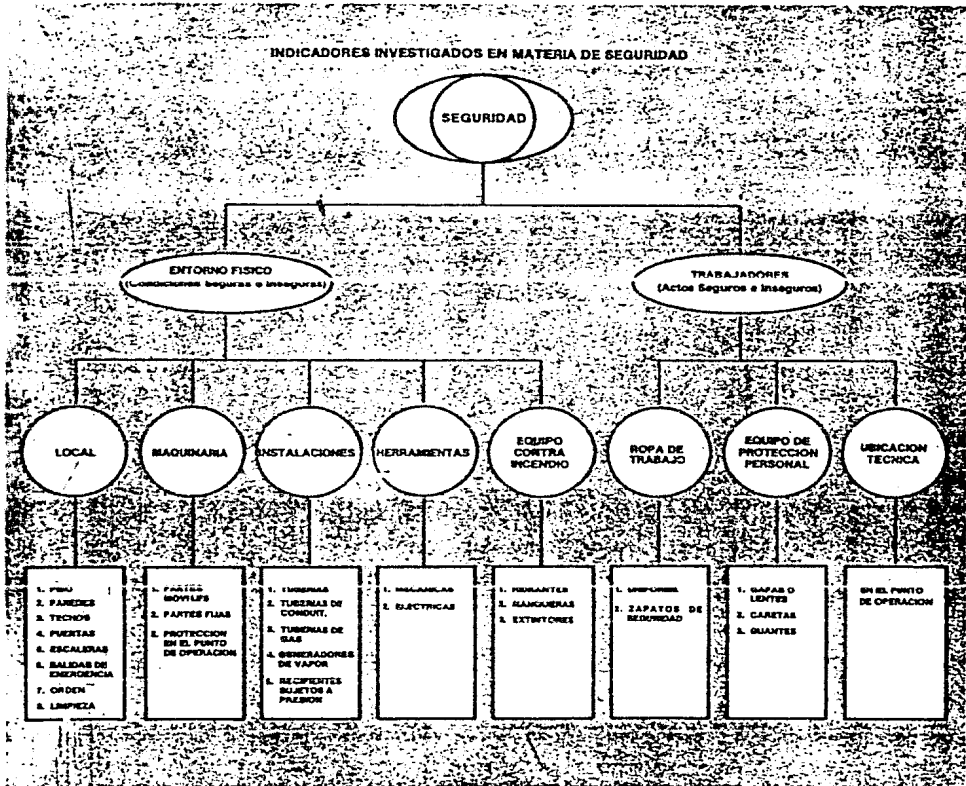 INDICADORES INVESTIGADOS EN MATERIA DE SEGURIDAD
SEGURIDAD
ENTORNO FISICO
(Condiciones Seguras e Inseguras)
TRABAJADORES
(Actos Seguros e Inseguros)
LOCAL
MAQUINARIA
INSTALACIONES
HERRAMIENTAS
EQUIPO
CONTRA
INCENDIO
ROPA DE
TRABAJO
EQUIPO DE
PROTECCION
PERSONAL
UBICACION
TECNICA
1. PISO
2. PAREDES
3. TECHOS
4. PUERTAS
5. ESCALERAS
6. SALIDAS DE
EMERGENCIA
7. ORDEN
8. LIMPIEZA
1. PARTES
MOVILES
2. PARTES FIJAS
3. PROTECCION
EN EL PUNTO
DE OPERACION
1. TUBERIAS
2. TUBERIAS DE
CONDUIT.
3. TUBERIAS DE
GAS
4. GENERADORES
DE VAPOR
5. RECIPIENTES
SUJETOS A
PRESION
1. MECANICAS
2. ELECTRICAS
1. HIDRANTES
2. MANGUERAS
3. EXTINTORES
1. UNIFORME
2. ZAPATOS DE
SEGURIDAD
1. GAFAS O
LENTES
2. CARETAS
3. GUANTES
EN EL PUNTO
DE OPERACION